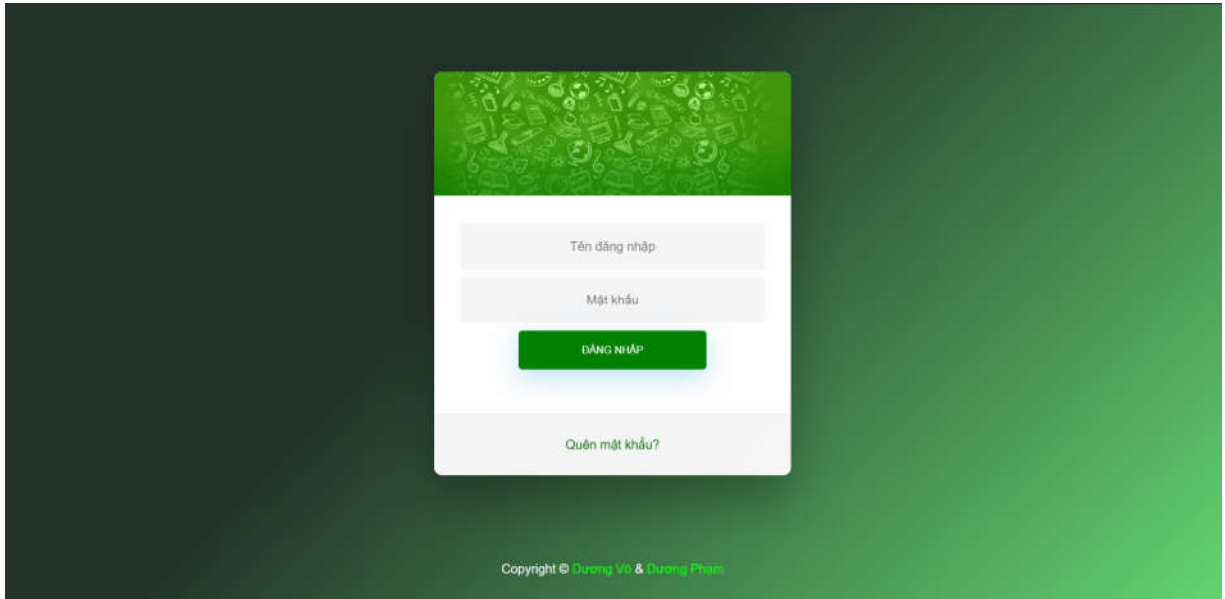 Tên đăng nhập
Mật khẩu
ĐĂNG NHẬP
Quên mật khẩu?
Copyright © Dương Võ & Dương Phạm